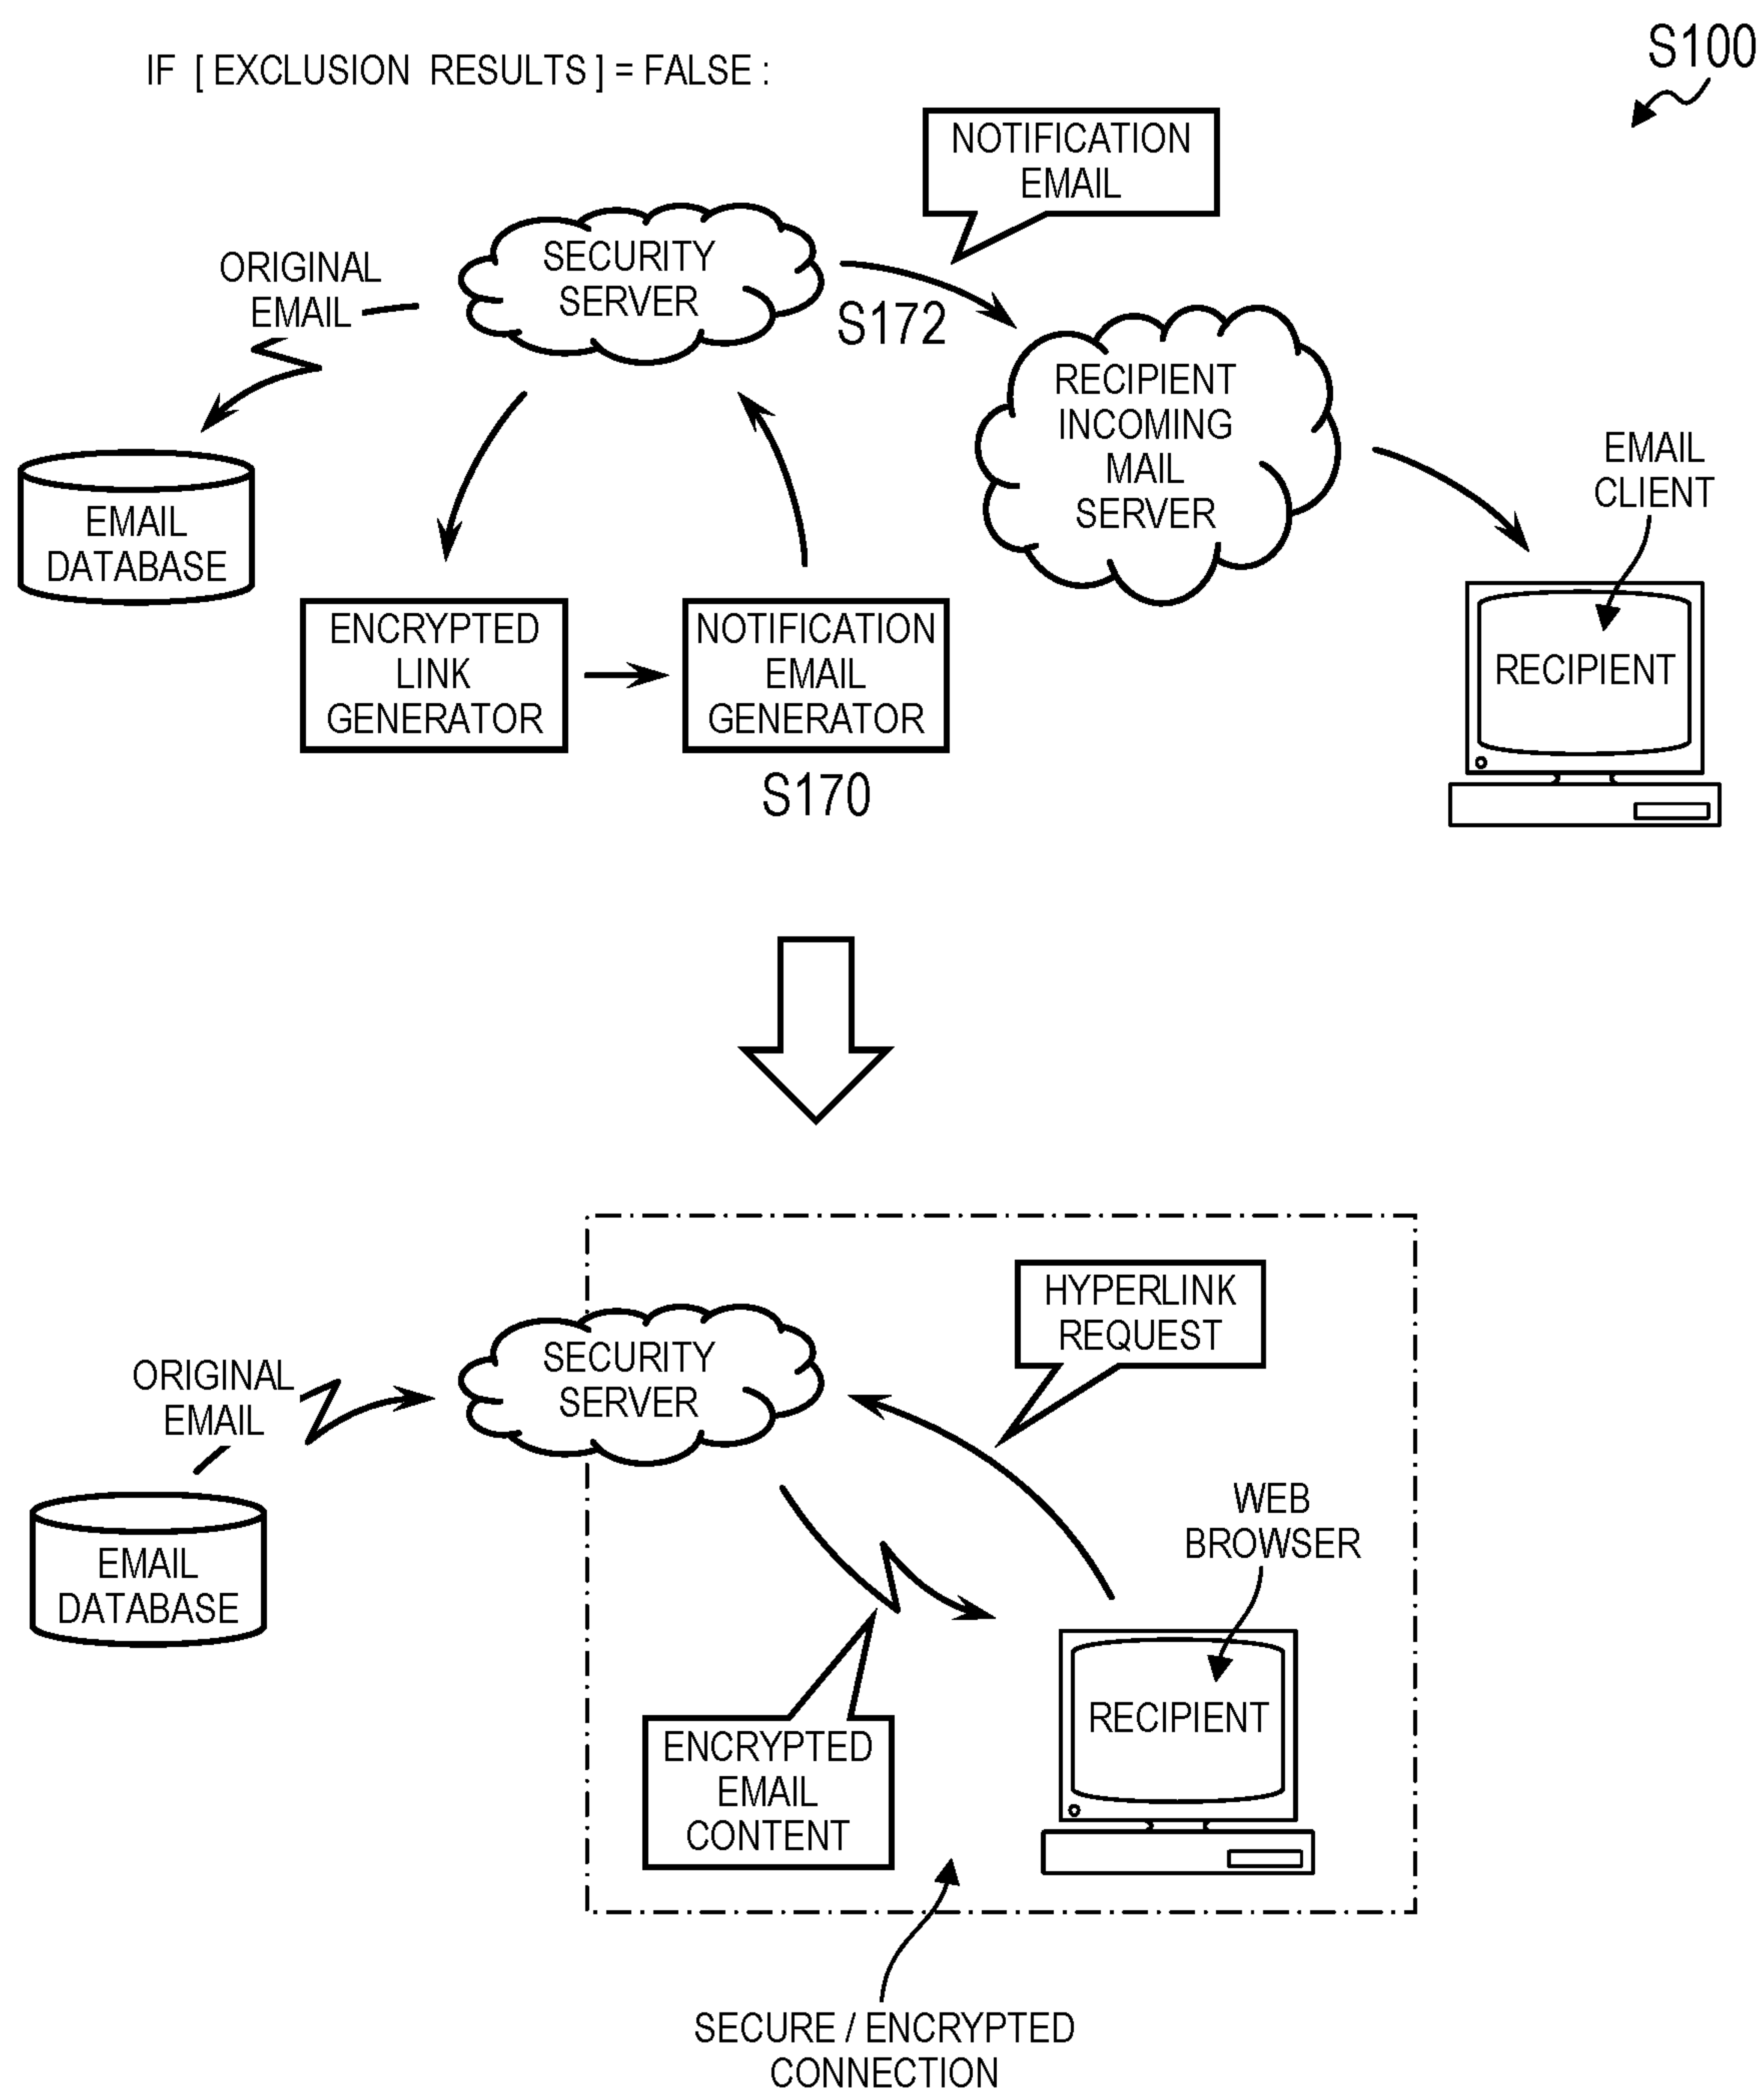 S100
IF [ EXCLUSION RESULTS ] = FALSE :
NOTIFICATION
EMAIL
SECURITY
SERVER
ORIGINAL
EMAIL
S172
RECIPIENT
INCOMING
MAIL
SERVER
EMAIL
CLIENT
EMAIL
DATABASE
ENCRYPTED
LINK
GENERATOR
NOTIFICATION
EMAIL
GENERATOR
RECIPIENT
S170
HYPERLINK
REQUEST
SECURITY
SERVER
ORIGINAL
EMAIL
WEB
BROWSER
EMAIL
DATABASE
RECIPIENT
ENCRYPTED
EMAIL
CONTENT
SECURE / ENCRYPTED
CONNECTION